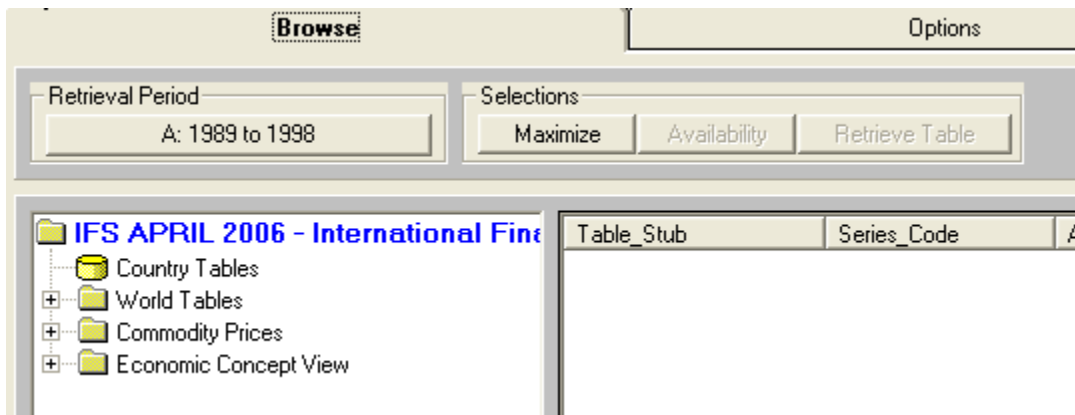 Browse
Options
Retrieval Period
Selections
A: 1989 to 1998
Maximize
Availability
Retrieve Table
IFS APRIL 2006 - International Fina
Table_Stub
Series_Code
A
Country Tables
World Tables
Commodity Prices
Economic Concept View